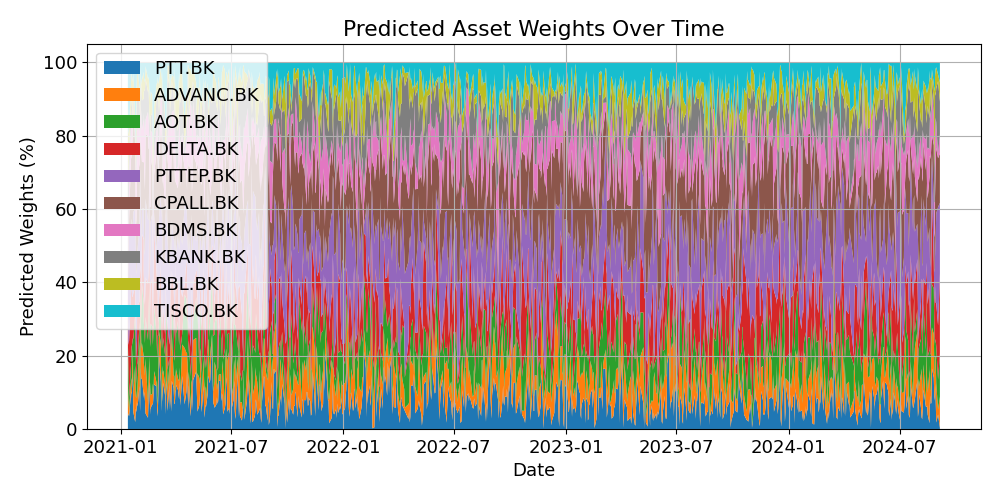 Predicted Asset Weights Over Time
Predicted Weights (%)
100
80
60
40
20
0
PTT.BK
ADVANC.BK
AOT.BK
DELTA.BK
PTTEP.BK
CPALL.BK
BDMS.BK
KBANK.BK
BBL.BK
TISCO.BK
2021-01 2021-07 2022-01 2022-07 2023-01 2023-07 2024-01 2024-07
Date